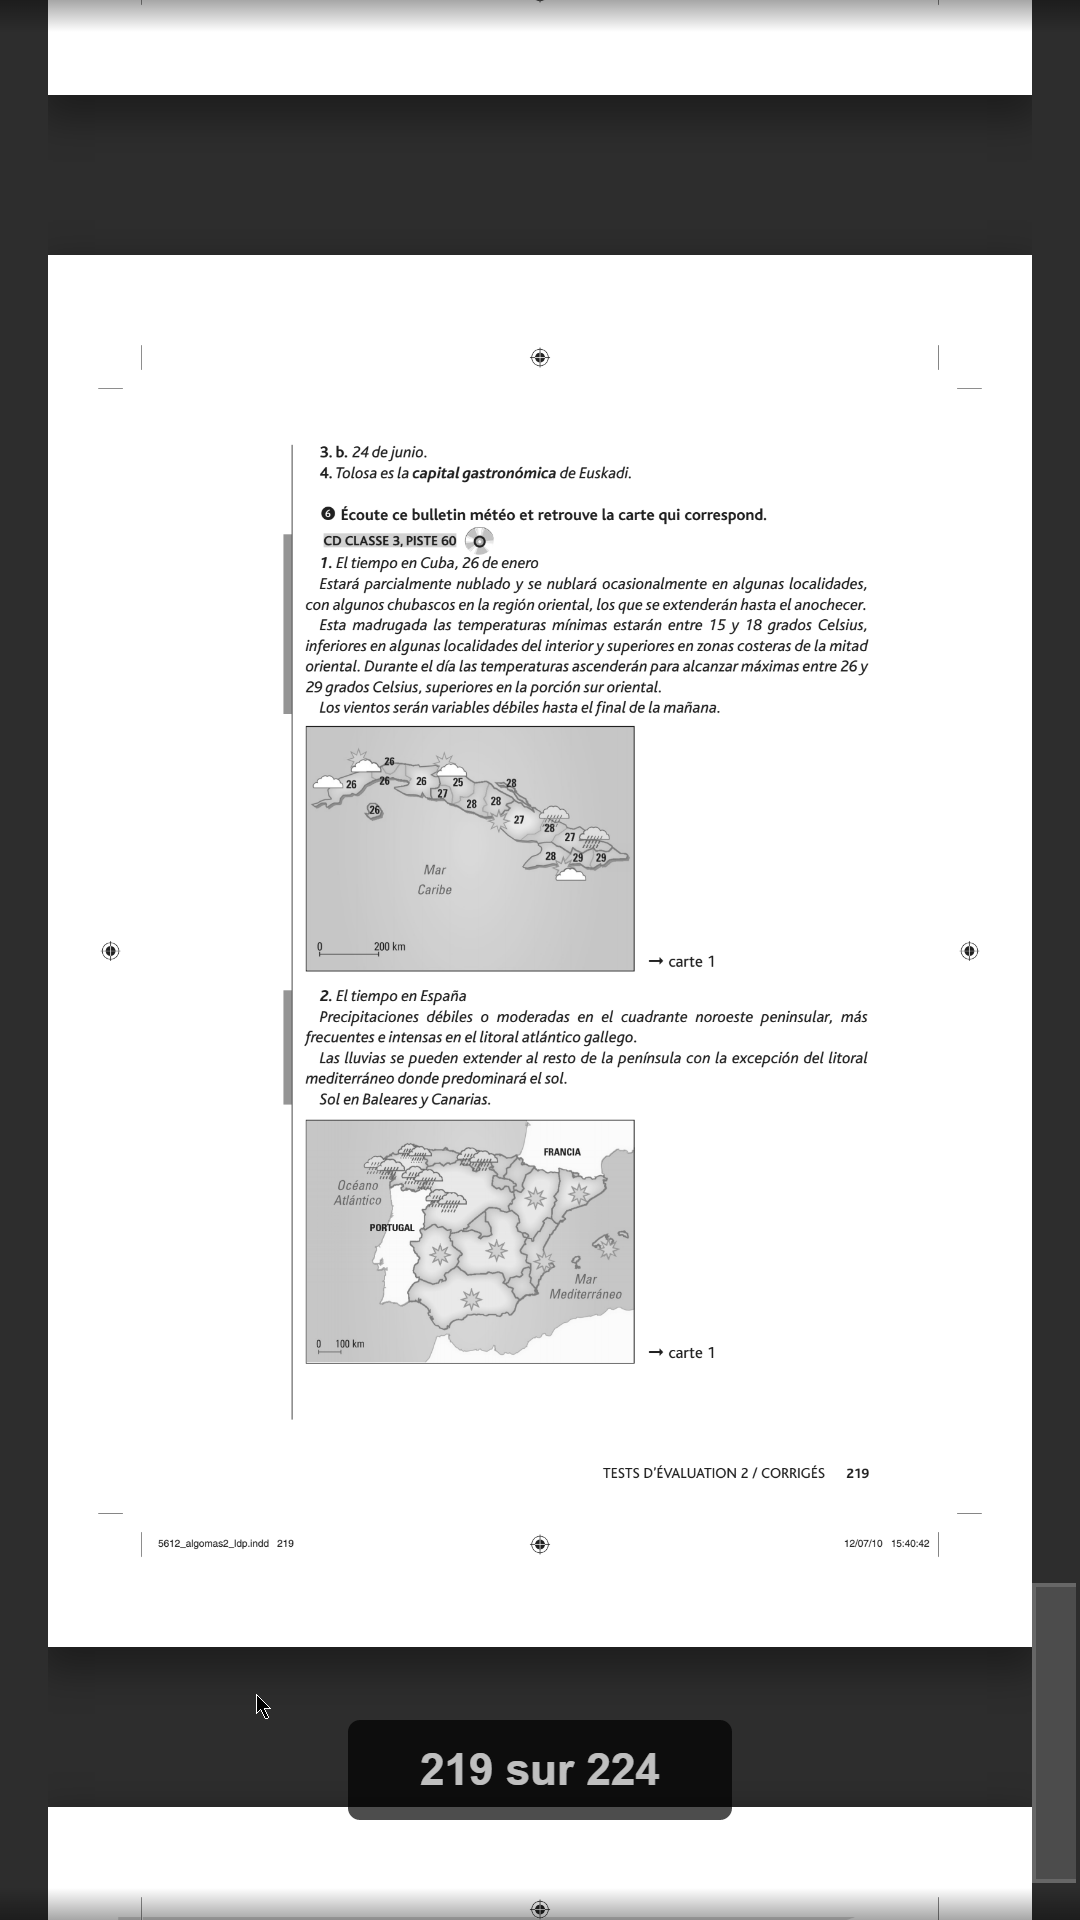 3. b. 24 de junio.
4. Tolosa es la capital gastronómica de Euskadi.
6 Écoute ce bulletin météo et retrouve la carte qui correspond.
CD CLASSE 3, PISTE 60
1. El tiempo en Cuba, 26 de enero
Estará parcialmente nublado y se nublará ocasionalmente en algunas localidades,
con algunos chubascos en la región oriental, los que se extenderán hasta el anochecer.
Esta madrugada las temperaturas mínimas estarán entre 15 y 18 grados Celsius,
inferiores en algunas localidades del interior y superiores en zonas costeras de la mitad
oriental. Durante el día las temperaturas ascenderán para alcanzar máximas entre 26 y
29 grados Celsius, superiores en la porción sur oriental.
Los vientos serán variables débiles hasta el final de la mañana.
26
26 26 26 25 28
27 28 28
26 27 28
27
28 29 29
Mar
Caribe
0 200 km
→ carte 1
2. El tiempo en España
Precipitaciones débiles o moderadas en el cuadrante noroeste peninsular, más
frecuentes e intensas en el litoral atlántico gallego.
Las lluvias se pueden extender al resto de la península con la excepción del litoral
mediterráneo donde predominará el sol.
Sol en Baleares y Canarias.
FRANCIA
Océano
Atlántico
PORTUGAL
Mar
Mediterráneo
0 100 km
→ carte 1
TESTS D'ÉVALUATION 2 / CORRIGÉS 219
5612_algomas2_ldp.indd 219 12/07/10 15:40:42
219 sur 224